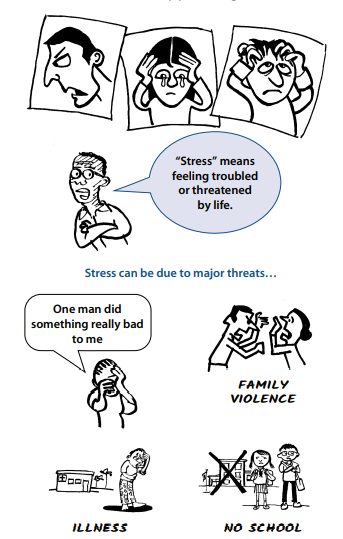 “Stress” means
feeling troubled
or threatened
by life.
Stress can be due to major threats…
One man did
something really bad
to me
FAMILY
VIOLENCE
ILLNESS
NO SCHOOL